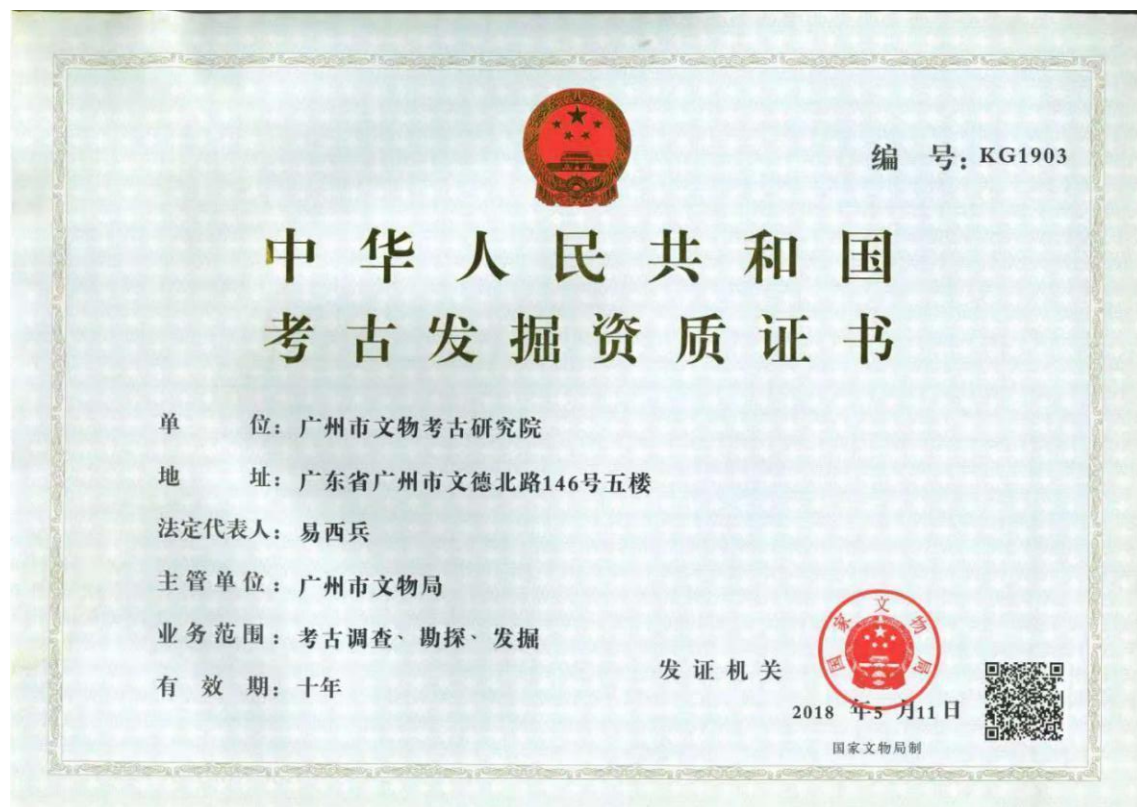 编 号：KG1903
中华人民共和国
考古发掘资质证书
单 位：广州市文物考古研究院
地 址：广东省广州市文德北路146号五楼
法定代表人：易西兵
主管单位：广州市文物局
业务范围：考古调查、勘探、发掘
有 效 期：十年
发证机关
国家文物局
2018 年5 月11日
国家文物局制